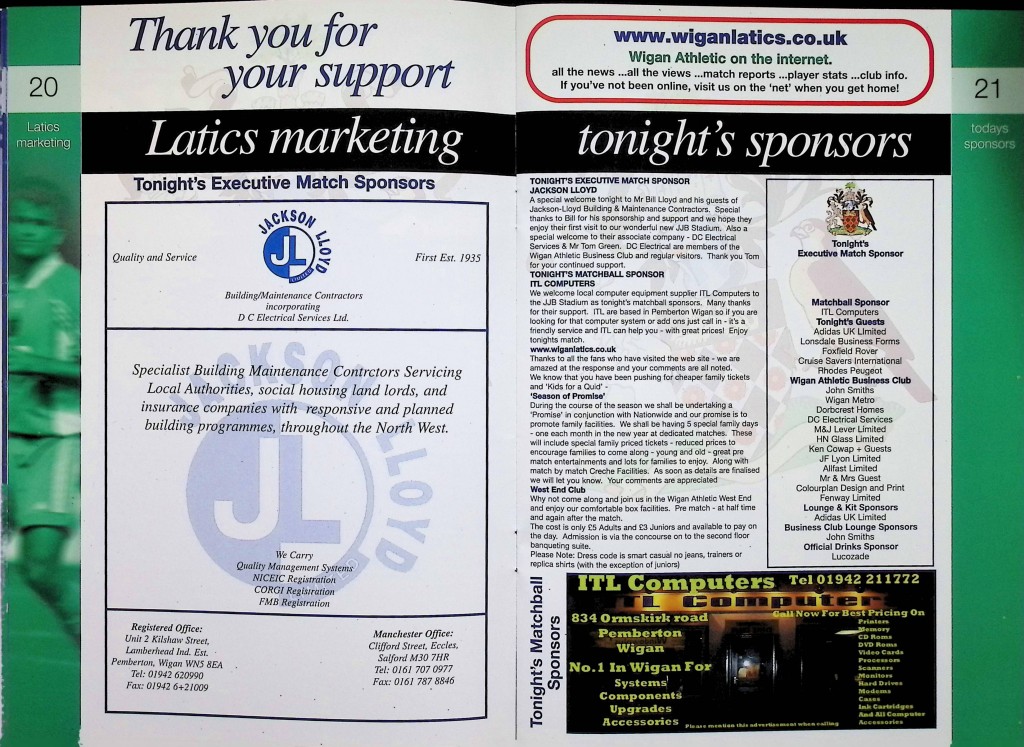 20
Latics
marketing
Thank you for
your support
Latics marketing
Tonight's Executive Match Sponsors
JACKSON LLOYD
JL
LIMITED
Quality and Service
First Est. 1935
Building/Maintenance Contractors
incorporating
D C Electrical Services Ltd.
JACKSON LLOYD
JL
Specialist Building Maintenance Contrctors Servicing
Local Authorities, social housing land lords, and
insurance companies with responsive and planned
building programmes, throughout the North West.
We Carry
Quality Management Systems
NICEIC Registration
CORGI Registration
FMB Registration
Registered Office:
Unit 2 Kilshaw Street,
Lamberhead Ind. Est.
Pemberton, Wigan WN5 8EA
Tel: 01942 620990
Fax: 01942 6+21009
Manchester Office:
Clifford Street, Eccles,
Salford M30 7HR
Tel: 0161 707 0977
Fax: 0161 787 8846
www.wiganlatics.co.uk
Wigan Athletic on the internet.
all the news ...all the views ...match reports ...player stats ...club info.
If you've not been online, visit us on the 'net' when you get home!
21
todays
sponsors
tonight's sponsors
TONIGHT'S EXECUTIVE MATCH SPONSOR
JACKSON LLOYD
A special welcome tonight to Mr Bill Lloyd and his guests of
Jackson-Lloyd Building & Maintenance Contractors. Special
thanks to Bill for his sponsorship and support and we hope they
enjoy their first visit to our wonderful new JJB Stadium. Also a
special welcome to their associate company - DC Electrical
Services & Mr Tom Green. DC Electrical are members of the
Wigan Athletic Business Club and regular visitors. Thank you Tom
for your continued support.
TONIGHT'S MATCHBALL SPONSOR
ITL COMPUTERS
We welcome local computer equipment supplier ITL Computers to
the JJB Stadium as tonight's matchball sponsors. Many thanks
for their support. ITL are based in Pemberton Wigan so if you are
looking for that computer system or add ons just call in - it's a
friendly service and ITL can help you - with great prices! Enjoy
tonights match.
www.wiganlatics.co.uk
Thanks to all the fans who have visited the web site - we are
amazed at the response and your comments are all noted.
We know that you have been pushing for cheaper family tickets
and 'Kids for a Quid' -
'Season of Promise'
During the course of the season we shall be undertaking a
'Promise' in conjunction with Nationwide and our promise is to
promote family facilities. We shall be having 5 special family days
- one each month in the new year at dedicated matches. These
will include special family priced tickets - reduced prices to
encourage families to come along - young and old - great pre
match entertainments and lots for families to enjoy. Along with
match by match Creche Facilities. As soon as details are finalised
we will let you know. Your comments are appreciated
West End Club
Why not come along and join us in the Wigan Athletic West End
and enjoy our comfortable box facilities. Pre match - at half time
and again after the match.
The cost is only £5 Adults and £3 Juniors and available to pay on
the day. Admission is via the concourse on to the second floor
banqueting suite.
Please Note: Dress code is smart casual no jeans, trainers or
replica shirts (with the exception of juniors)
Tonight's
Executive Match Sponsor
Matchball Sponsor
ITL Computers
Tonight's Guests
Adidas UK LImited
Lonsdale Business Forms
Foxfield Rover
Cruise Savers International
Rhodes Peugeot
Wigan Athletic Business Club
John Smiths
Wigan Metro
Dorbcrest Homes
DC Electrical Services
M&J Lever Limited
HN Glass Limited
Ken Cowap + Guests
JF Lyon Limited
Allfast Limited
Mr & Mrs Guest
Colourplan Design and Print
Fenway Limited
Lounge & Kit Sponsors
Adidas UK Limited
Business Club Lounge Sponsors
John Smiths
Official Drinks Sponsor
Lucozade
Tonight's Matchball
Sponsors
ITL Computers Tel 01942 211772
ITL Computer
834 Ormskirk road
Pemberton
Wigan
No.1 In Wigan For
Systems
Components
Upgrades
Accessories
Call Now For Best Pricing On
Printers
Memory
CD Roms
DVD Roms
Video Cards
Processors
Scanners
Monitors
Hard Drives
Modems
Cases
Ink Cartridges
And All Computer
Accessories
Please mention this advertisement when calling